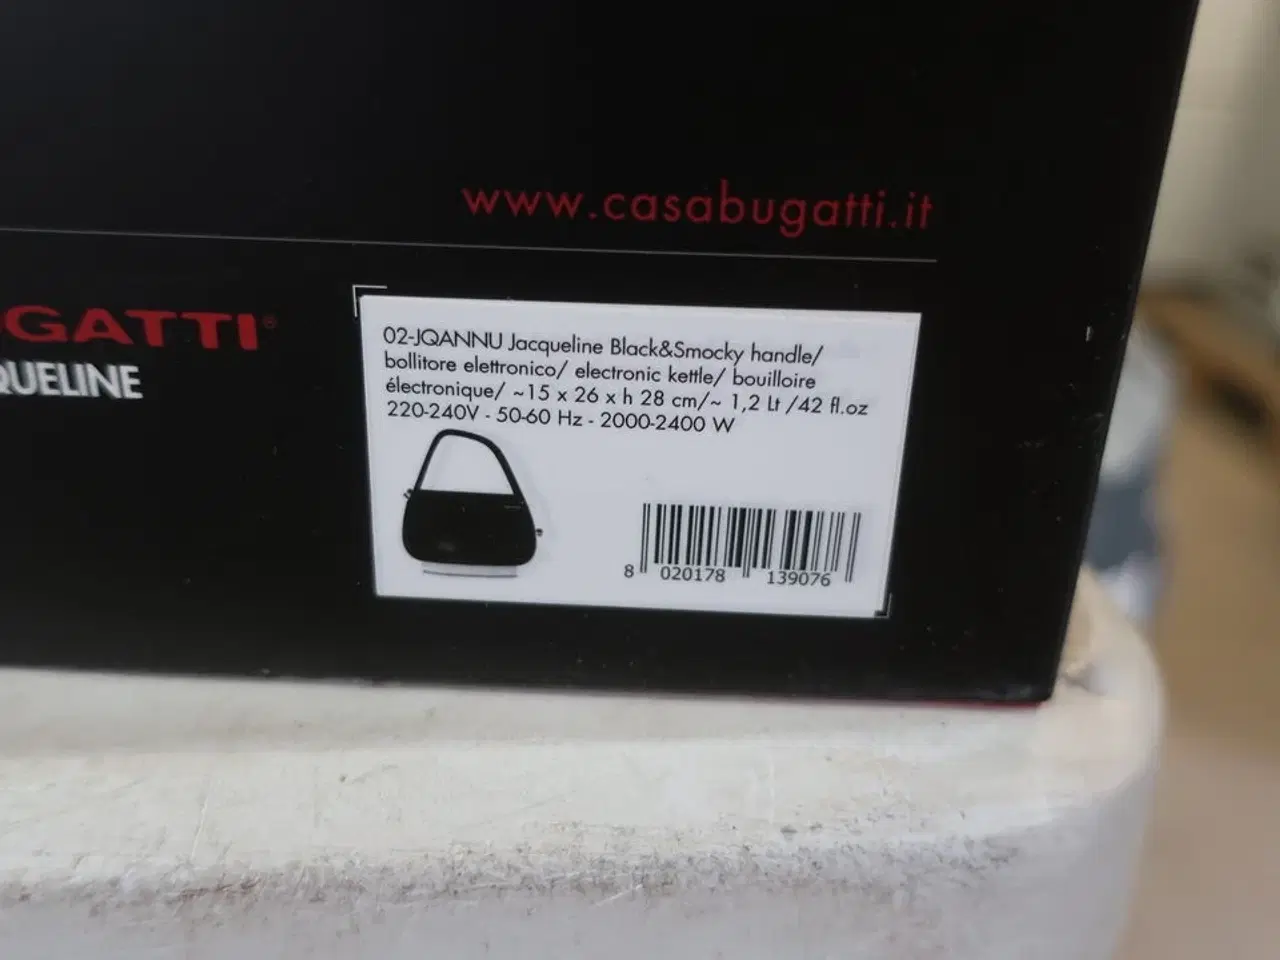 www.casabugatti.it
GATTI®
QUELINE
02-JQANNU Jacqueline Black&Smocky handle/
bollitore elettronico/ electronic kettle/ bouilloire
électronique/ ~15 x 26 x h 28 cm/~ 1,2 Lt /42 fl.oz
220-240V - 50-60 Hz - 2000-2400 W
8 020178 139076